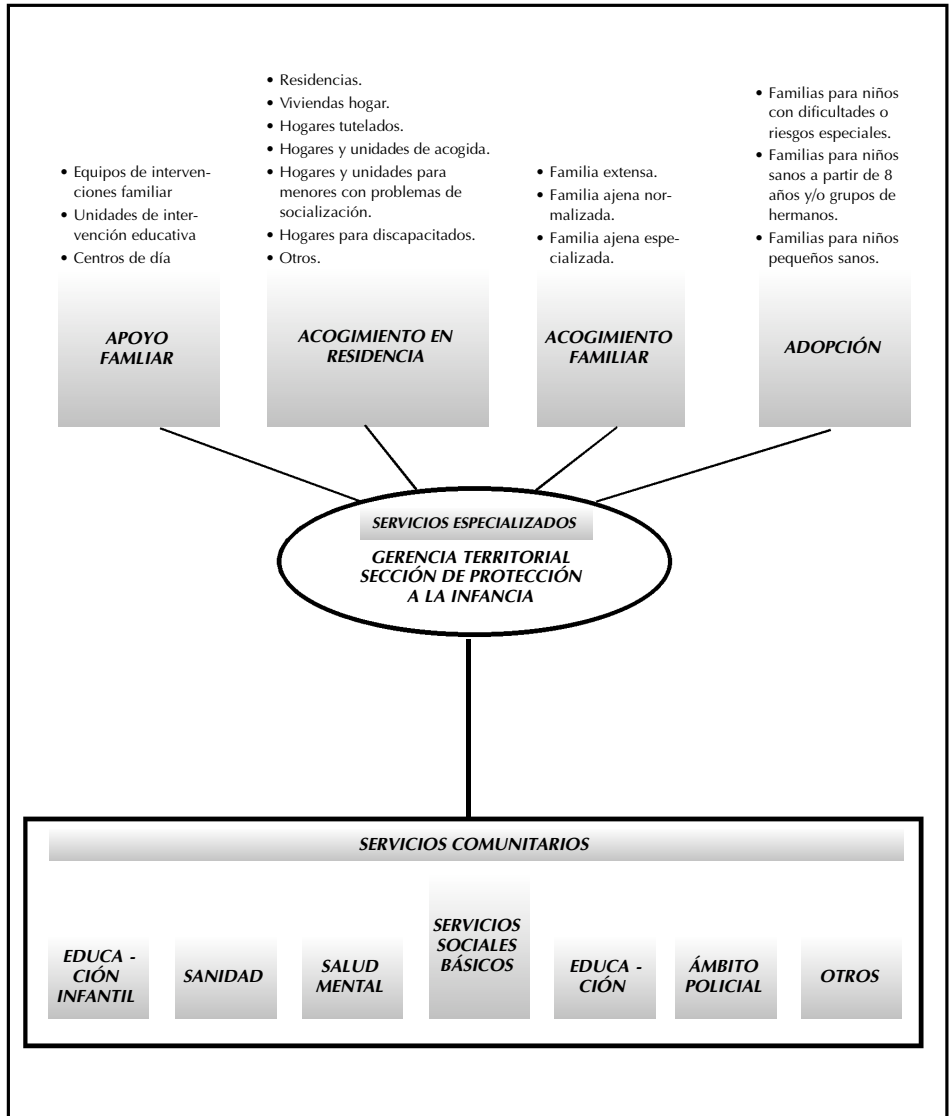 • Equipos de interven-
ciones familiar
• Unidades de inter-
vención educativa
• Centros de día
APOYO
FAMLIAR
• Residencias.
• Viviendas hogar.
• Hogares tutelados.
• Hogares y unidades de acogida.
• Hogares y unidades para
menores con problemas de
socialización.
• Hogares para discapacitados.
• Otros.
ACOGIMIENTO EN
RESIDENCIA
• Familia extensa.
• Familia ajena nor-
malizada.
• Familia ajena espe-
cializada.
ACOGIMIENTO
FAMILIAR
• Familias para niños
con dificultades o
riesgos especiales.
• Familias para niños
sanos a partir de 8
años y/o grupos de
hermanos.
• Familias para niños
pequeños sanos.
ADOPCIÓN
SERVICIOS ESPECIALIZADOS
GERENCIA TERRITORIAL
SECCIÓN DE PROTECCIÓN
A LA INFANCIA
SERVICIOS COMUNITARIOS
EDUCA -
CIÓN
INFANTIL
SANIDAD
SALUD
MENTAL
SERVICIOS
SOCIALES
BÁSICOS
EDUCA -
CIÓN
ÁMBITO
POLICIAL
OTROS